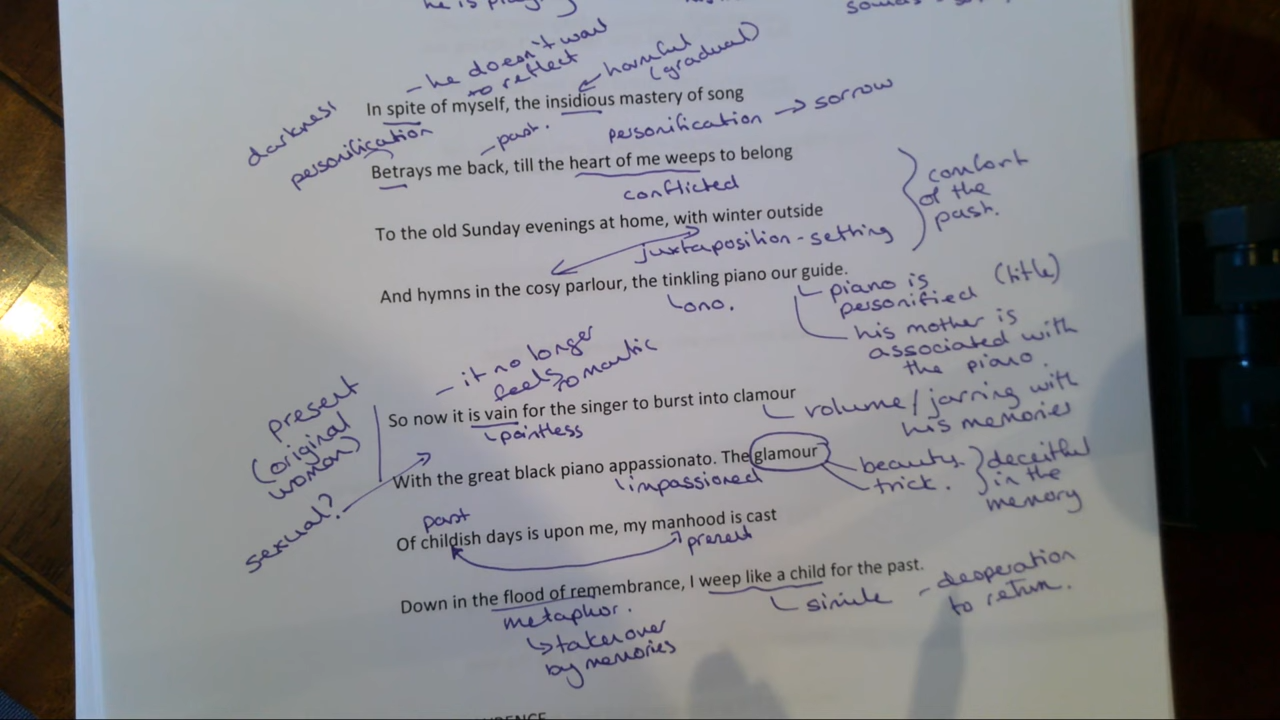 he is playing
- he doesn't want
to reflect
harmful
(gradual)
In spite of myself, the insidious mastery of song
darkness
personification
- past.
personification → sorrow
Betrays me back, till the heart of me weeps to belong
conflicted
comfort
of the
past.
To the old Sunday evenings at home, with winter outside
juxtaposition - setting
And hymns in the cosy parlour, the tinkling piano our guide.
ono.
piano is (title)
personified
his mother is
associated with
the piano.
- it no longer
feels romantic
present
(original
woman)
So now it is vain for the singer to burst into clamour
pointless
volume/jarring with
his memories
With the great black piano appassionato. The glamour
impassioned
beauty.
trick.
deceitful
in the
memory
sexual?
past
Of childish days is upon me, my manhood is cast
present
Down in the flood of remembrance, I weep like a child for the past.
metaphor.
↳ takeover
by memories
simile - desperation
to return.